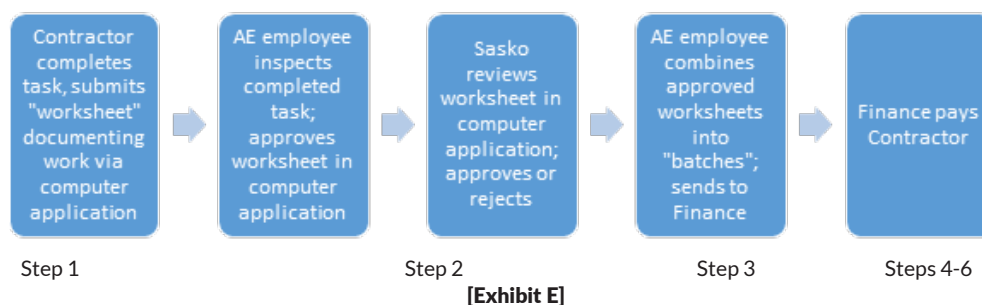 Contractor
completes
task, submits
"worksheet"
documenting
work via
computer
application
AE employee
inspects
completed
task;
approves
worksheet in
computer
application
Sasko
reviews
worksheet in
computer
application;
approves or
rejects
AE employee
combines
approved
worksheets
into
"batches";
sends to
Finance
Finance pays
Contractor
Step 1
Step 2
Step 3
Steps 4-6
[Exhibit E]